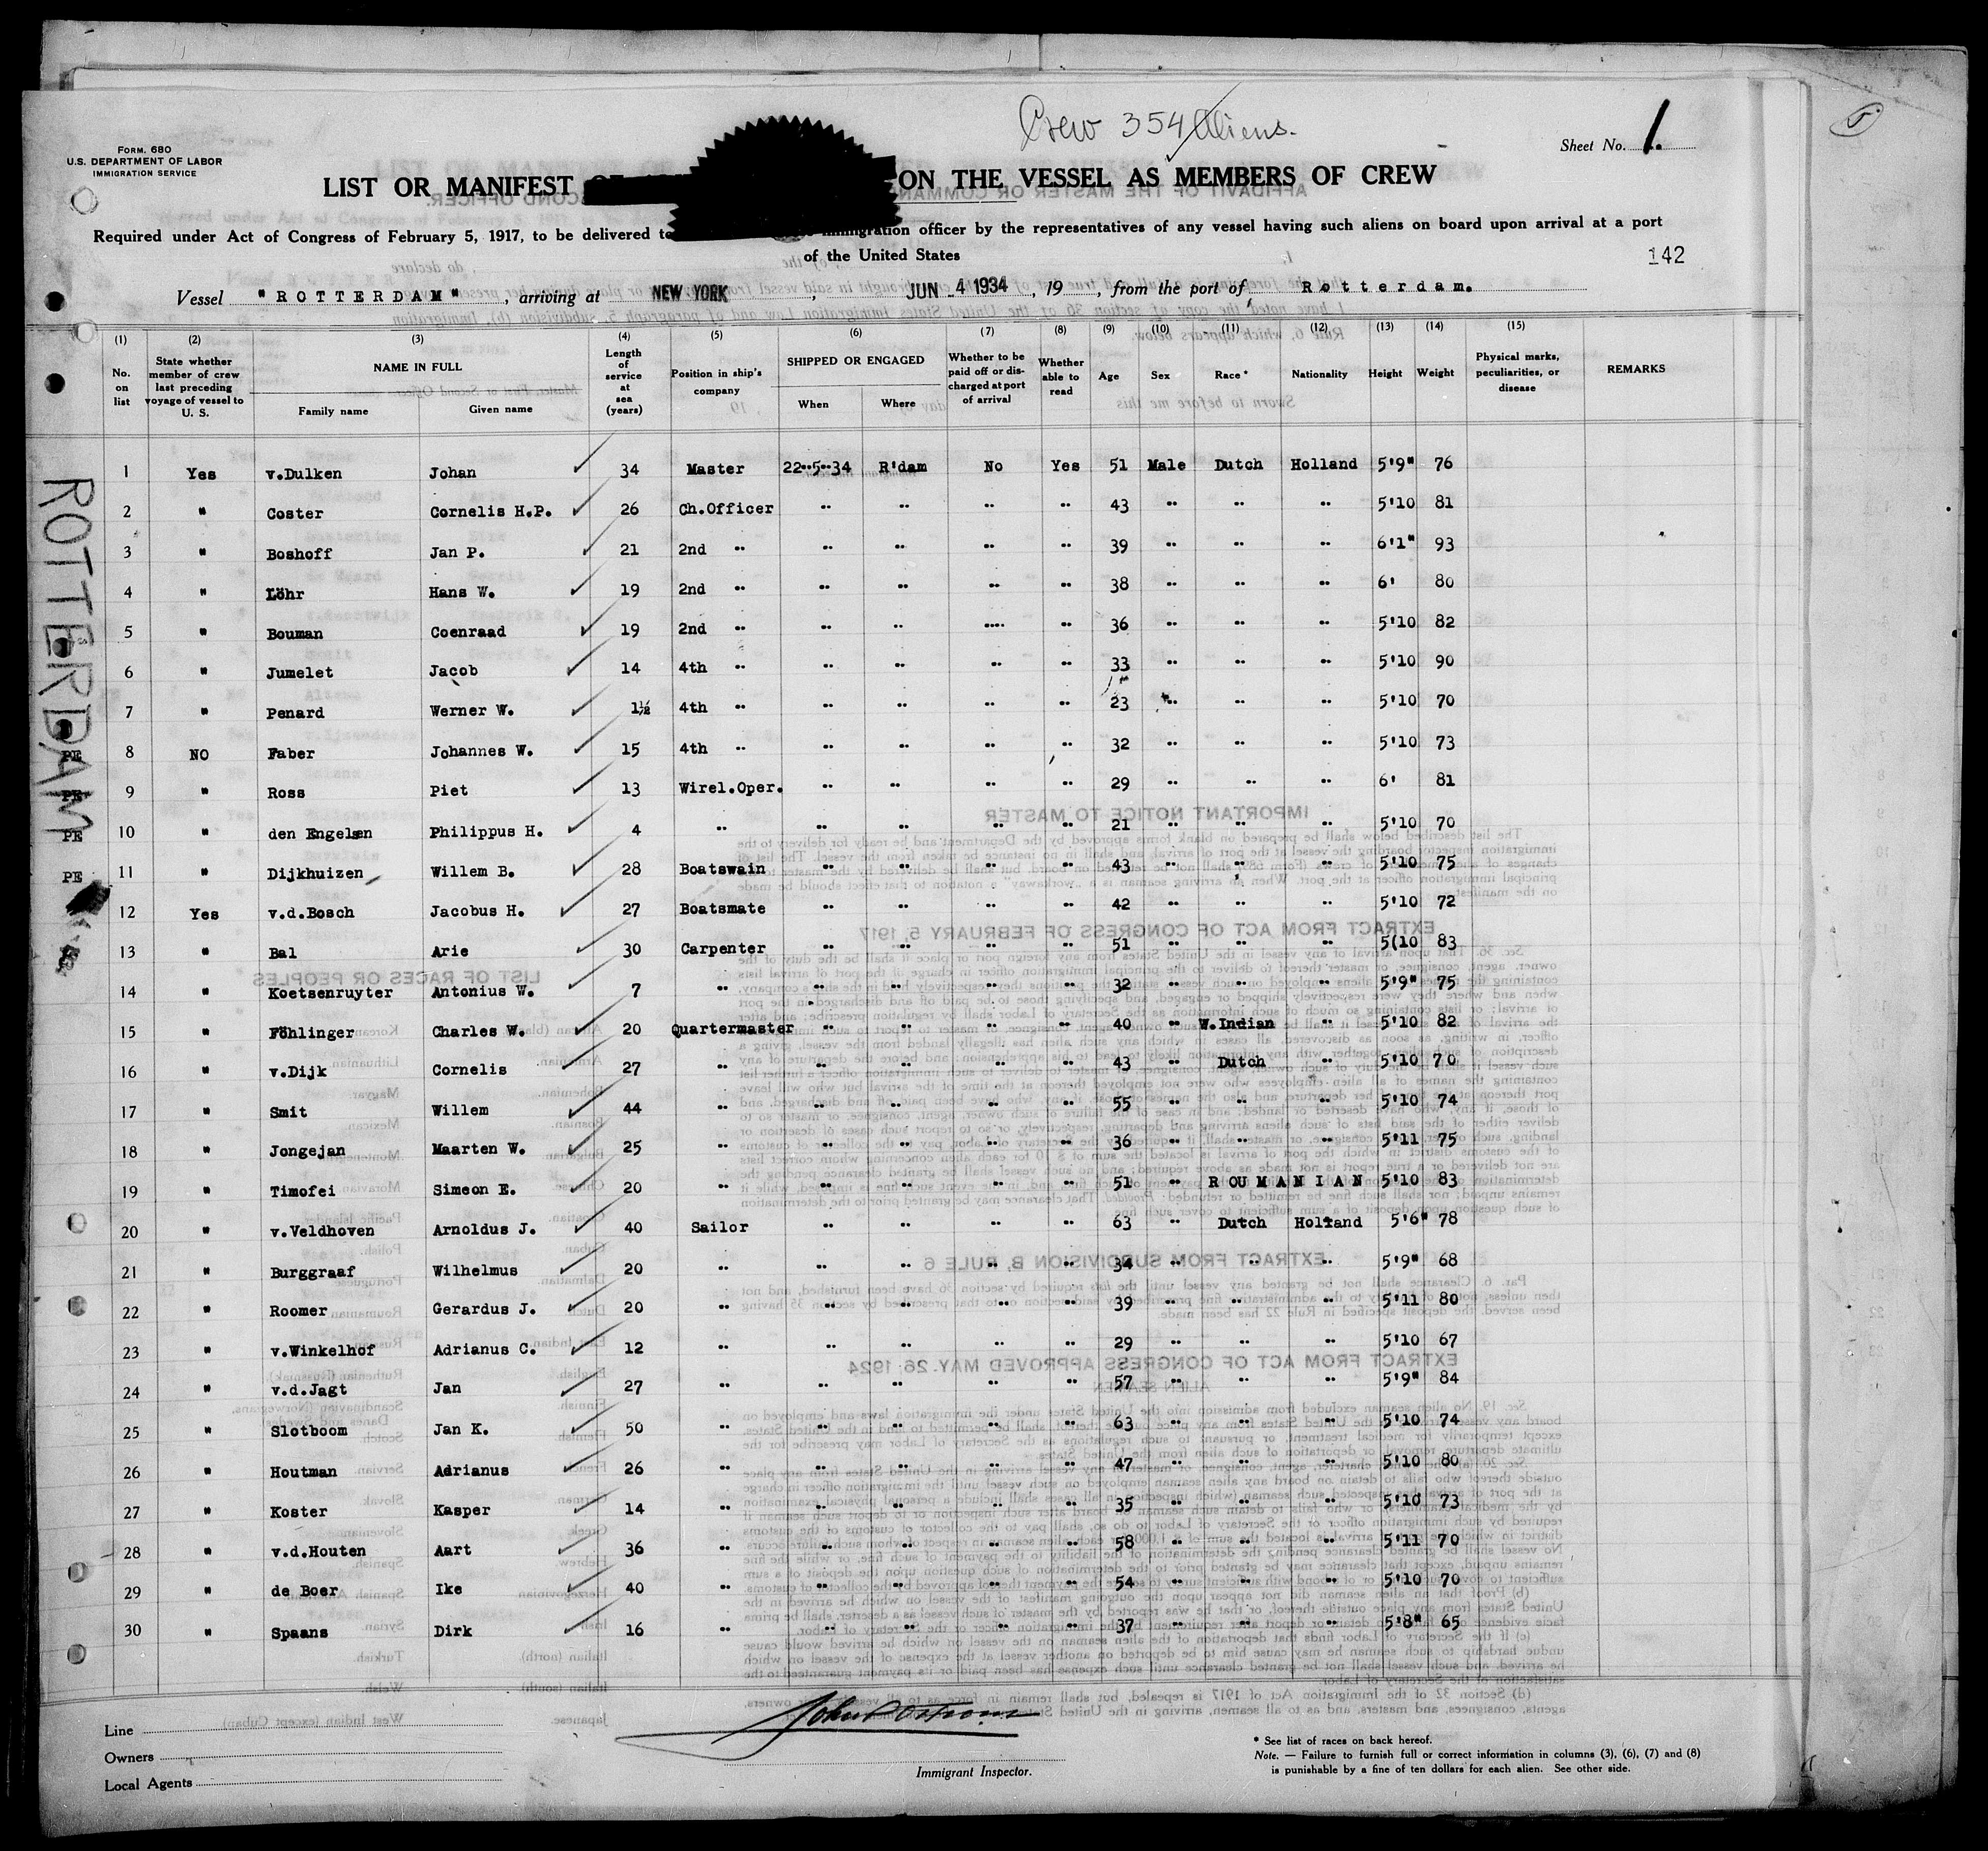 Crew 354 Aliens.
Form. 680
U.S. DEPARTMENT OF LABOR
IMMIGRATION SERVICE
Sheet No. 1.
LIST OR MANIFEST ON THE VESSEL AS MEMBERS OF CREW
Required under Act of Congress of February 5, 1917, to be delivered to immigration officer by the representatives of any vessel having such aliens on board upon arrival at a port
of the United States
142
Vessel "ROTTERDAM", arriving at NEW YORK, JUN -4 1934, 19, from the port of Rotterdam.
(1) (2) (3) (4) (5) (6) (7) (8) (9) (10) (11) (12) (13) (14) (15)
No. on list | State whether member of crew last preceding voyage of vessel to U. S. | NAME IN FULL Family name Given name | Length of service at sea (years) | Position in ship's company | SHIPPED OR ENGAGED When Where | Whether to be paid off or discharged at port of arrival | Whether able to read | Age | Sex | Race* | Nationality | Height | Weight | Physical marks, peculiarities, or disease | REMARKS
ROTTERDAM
1 Yes v.Dulken Johan 34 Master 22"5"34 R'dam No Yes 51 Male Dutch Holland 5'9" 76
2 " Coster Cornelis H.P. 26 Ch.Officer " " " " 43 " " " 5'10 81
3 " Boshoff Jan P. 21 2nd " " " " " 39 " " " 6'1" 93
4 " Löhr Hans W. 19 2nd " " " " " 38 " " " 6' 80
5 " Bouman Coenraad 19 2nd " " " "" " 36 " " " 5'10 82
6 " Jumelet Jacob 14 4th " " " " " 33 " " " 5'10 90
7 " Penard Werner W. 1½ 4th " " " " " 23 " " " 5'10 70
PE 8 NO Faber Johannes W. 15 4th " " " " " 32 " " " 5'10 73
PE 9 " Ross Piet 13 Wirel.Oper. " " " " 29 " " " 6' 81
PE 10 " den Engelsen Philippus H. 4 " " " " " 21 " " " 5'10 70
PE 11 " Dijkhuizen Willem B. 28 Boatswain " " " " 43 " " " 5'10 75
12 Yes v.d.Bosch Jacobus H. 27 Boatsmate " " " " 42 " " " 5'10 72
13 " Bal Arie 30 Carpenter " " " " 51 " " " 5(10 83
14 " Koetsenruyter Antonius W. 7 " " " " " 32 " " " 5'9" 75
15 " Föhlinger Charles W. 20 Quartermaster " " " " 40 " W.Indian " 5'10 82
16 " v.Dijk Cornelis 27 " " " " " 43 " Dutch " 5'10 70
17 " Smit Willem 44 " " " " " 55 " " " 5'10 74
18 " Jongejan Maarten W. 25 " " " " " 36 " " " 5'11 75
19 " Timofei Simeon E. 20 " " " " " 51 " ROUMANIAN 5'10 83
20 " v.Veldhoven Arnoldus J. 40 Sailor " " " " 63 " Dutch Holland 5'6" 78
21 " Burggraaf Wilhelmus 20 " " " " " 34 " " " 5'9" 68
22 " Roomer Gerardus J. 20 " " " " " 39 " " " 5'11 80
23 " v.Winkelhof Adrianus C. 12 " " " " " 29 " " " 5'10 67
24 " v.d.Jagt Jan 27 " " " " " 57 " " " 5'9" 84
25 " Slotboom Jan K. 50 " " " " " 63 " " " 5'10 74
26 " Houtman Adrianus 26 " " " " " 47 " " " 5'10 80
27 " Koster Kasper 14 " " " " " 35 " " " 5'10 73
28 " v.d.Houten Aart 36 " " " " " 58 " " " 5'11 70
29 " de Boer Ike 40 " " " " " 54 " " " 5'10 70
30 " Spaans Dirk 16 " " " " " 37 " " " 5'8" 65
Line
Owners
Local Agents
Immigrant Inspector.
* See list of races on back hereof.
Note. — Failure to furnish full or correct information in columns (3), (6), (7) and (8)
is punishable by a fine of ten dollars for each alien. See other side.